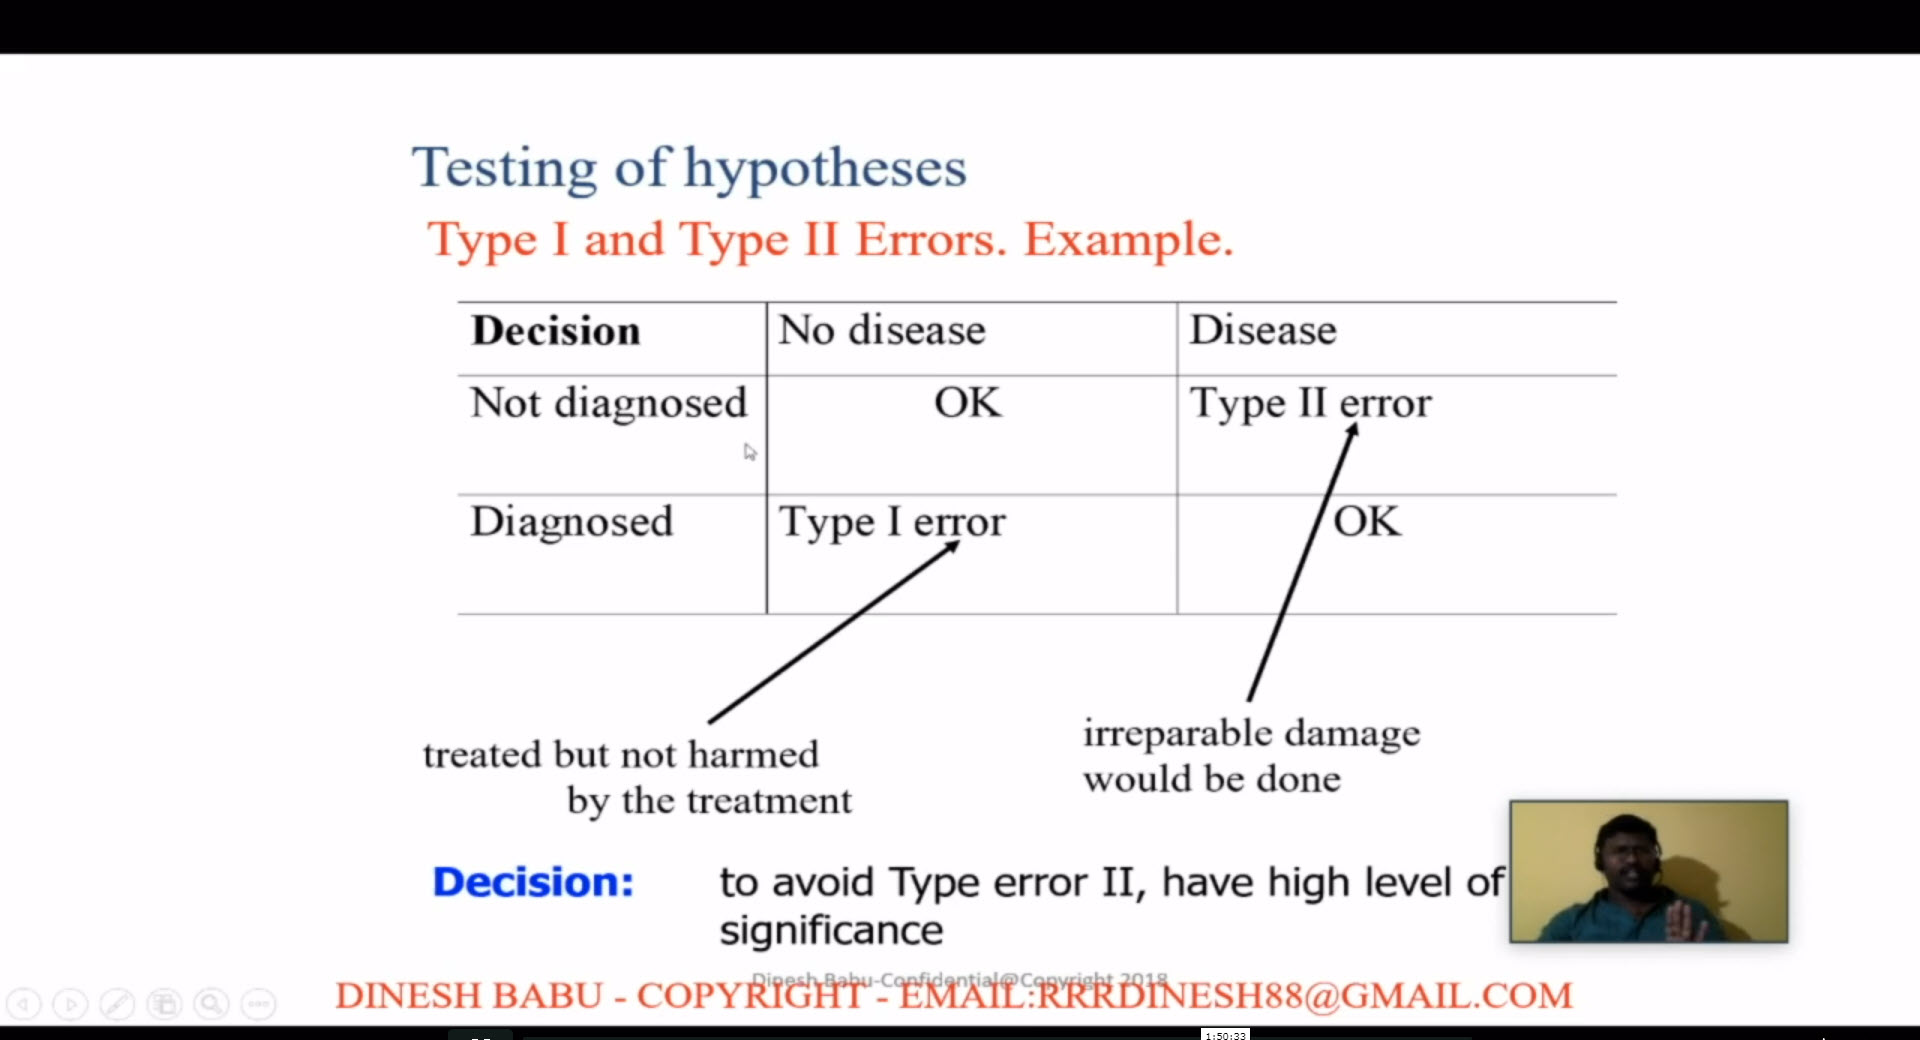 Testing of hypotheses
Type I and Type II Errors. Example.
Decision No disease Disease
Not diagnosed OK Type II error
Diagnosed Type I error OK
treated but not harmed
by the treatment
irreparable damage
would be done
Decision: to avoid Type error II, have high level of
significance
Dinesh Babu-Confidential@Copyright 2018
DINESH BABU - COPYRIGHT - EMAIL:RRRDINESH88@GMAIL.COM
1:50:33